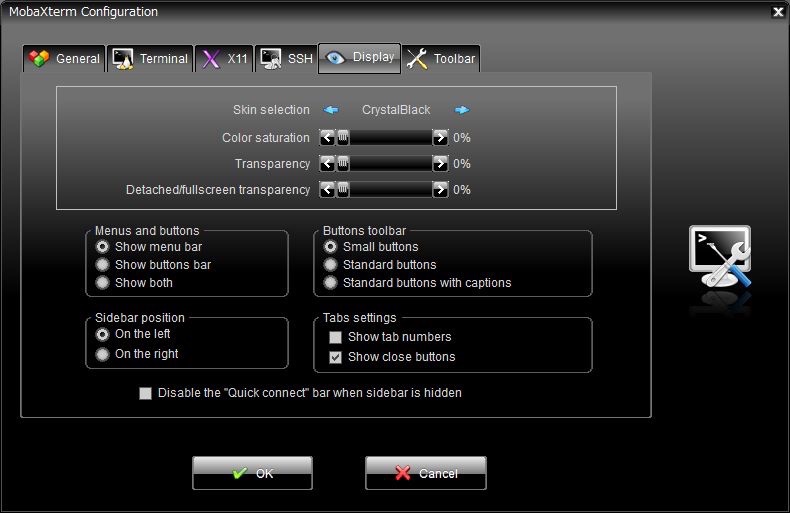 MobaXterm Configuration
General Terminal X11 SSH Display Toolbar
Skin selection CrystalBlack
Color saturation 0%
Transparency 0%
Detached/fullscreen transparency 0%
Menus and buttons
Show menu bar
Show buttons bar
Show both
Buttons toolbar
Small buttons
Standard buttons
Standard buttons with captions
Sidebar position
On the left
On the right
Tabs settings
Show tab numbers
Show close buttons
Disable the "Quick connect" bar when sidebar is hidden
OK Cancel